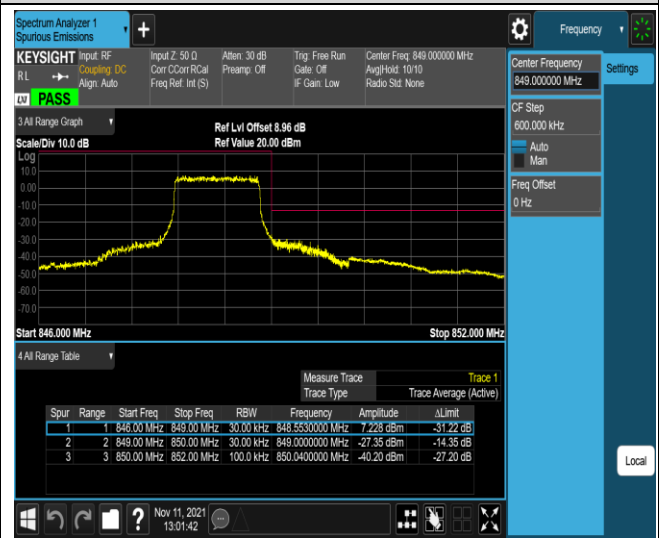 Spectrum Analyzer 1
Spurious Emissions
+
Frequency
KEYSIGHT Input: RF Input Z: 50 Ω Atten: 30 dB Trig: Free Run Center Freq: 849.000000 MHz
RL Coupling: DC Corr CCorr RCal Preamp: Off Gate: Off Avg|Hold: 10/10
Align: Auto Freq Ref: Int (S) IF Gain: Low Radio Std: None
PASS
Center Frequency
849.000000 MHz
Settings
CF Step
600.000 kHz
Auto
Man
Freq Offset
0 Hz
3 All Range Graph
Ref Lvl Offset 8.96 dB
Scale/Div 10.0 dB Ref Value 20.00 dBm
Log
10.0
0.00
-10.0
-20.0
-30.0
-40.0
-50.0
-60.0
-70.0
Start 846.000 MHz Stop 852.000 MHz
4 All Range Table
Measure Trace Trace 1
Trace Type Trace Average (Active)
Spur Range Start Freq Stop Freq RBW Frequency Amplitude ΔLimit
1 1 846.00 MHz 849.00 MHz 30.00 kHz 848.5530000 MHz 7.228 dBm -31.22 dB
2 2 849.00 MHz 850.00 MHz 30.00 kHz 849.0000000 MHz -27.35 dBm -14.35 dB
3 3 850.00 MHz 852.00 MHz 100.0 kHz 850.0400000 MHz -40.20 dBm -27.20 dB
Local
? Nov 11, 2021
13:01:42